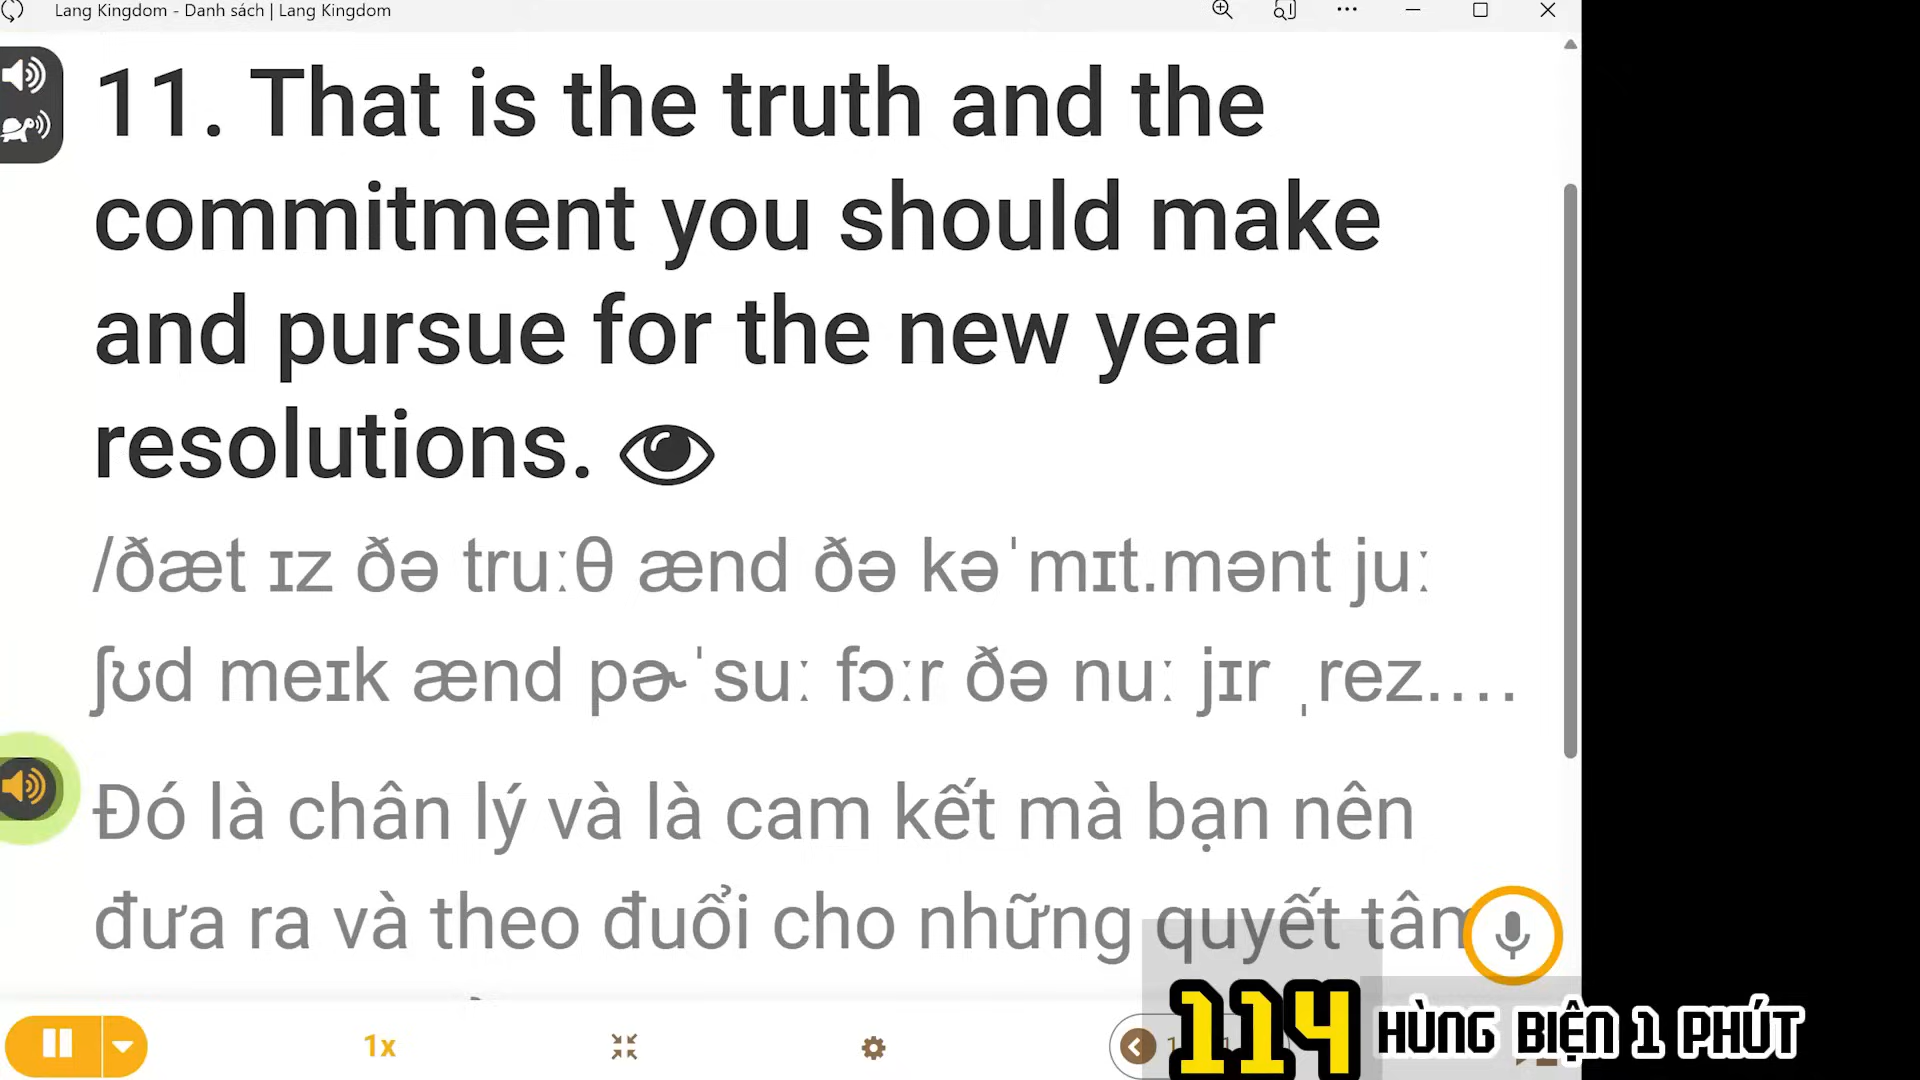 Lang Kingdom - Danh sách | Lang Kingdom
11. That is the truth and the
commitment you should make
and pursue for the new year
resolutions.
/ðæt ɪz ðə truːθ ænd ðə kəˈmɪt.mənt juː
ʃʊd meɪk ænd pɚˈsuː fɔːr ðə nuː jɪr ˌrez....
Đó là chân lý và là cam kết mà bạn nên
đưa ra và theo đuổi cho những quyết tâm
1x
114 HÙNG BIỆN 1 PHÚT